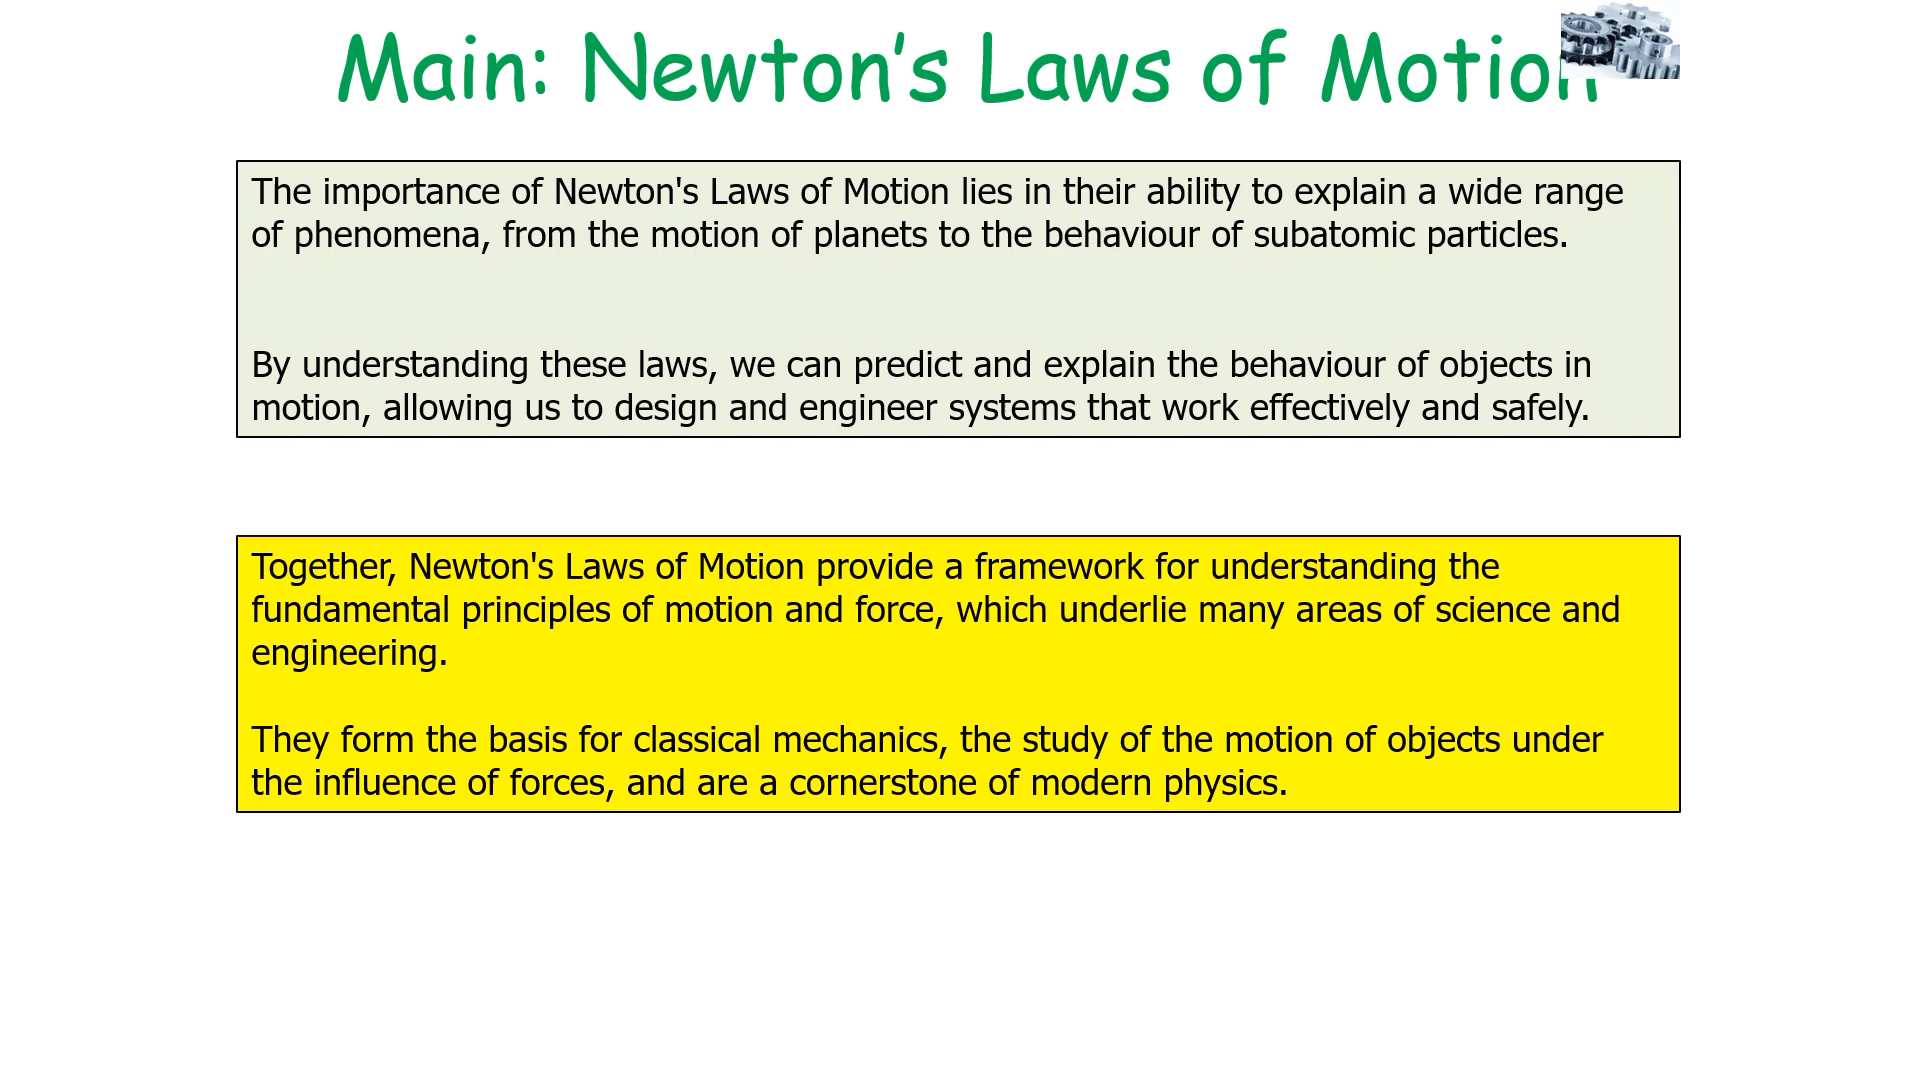 Main: Newton’s Laws of Motion
The importance of Newton's Laws of Motion lies in their ability to explain a wide range
of phenomena, from the motion of planets to the behaviour of subatomic particles.
By understanding these laws, we can predict and explain the behaviour of objects in
motion, allowing us to design and engineer systems that work effectively and safely.
Together, Newton's Laws of Motion provide a framework for understanding the
fundamental principles of motion and force, which underlie many areas of science and
engineering.
They form the basis for classical mechanics, the study of the motion of objects under
the influence of forces, and are a cornerstone of modern physics.